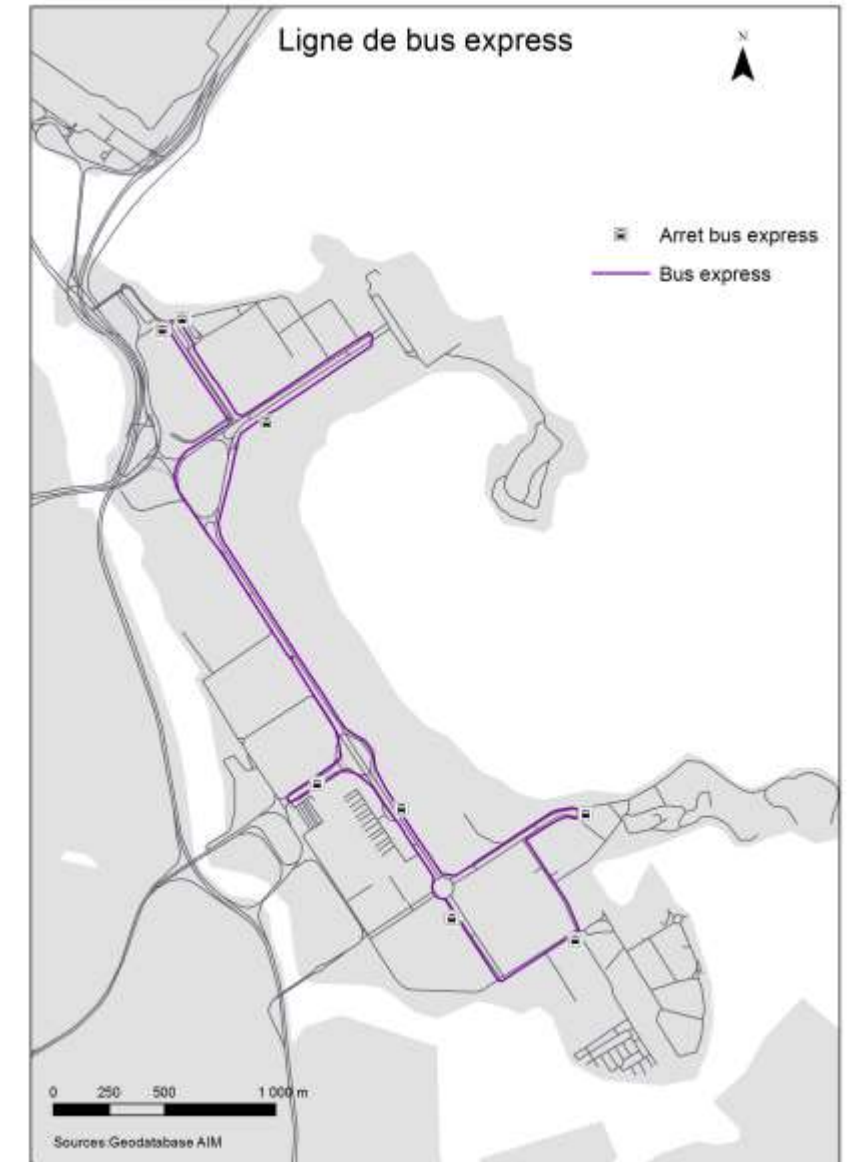 Ligne de bus express
N
Arret bus express
Bus express
0 250 500 1 000 m
Sources:Geodatabase AIM